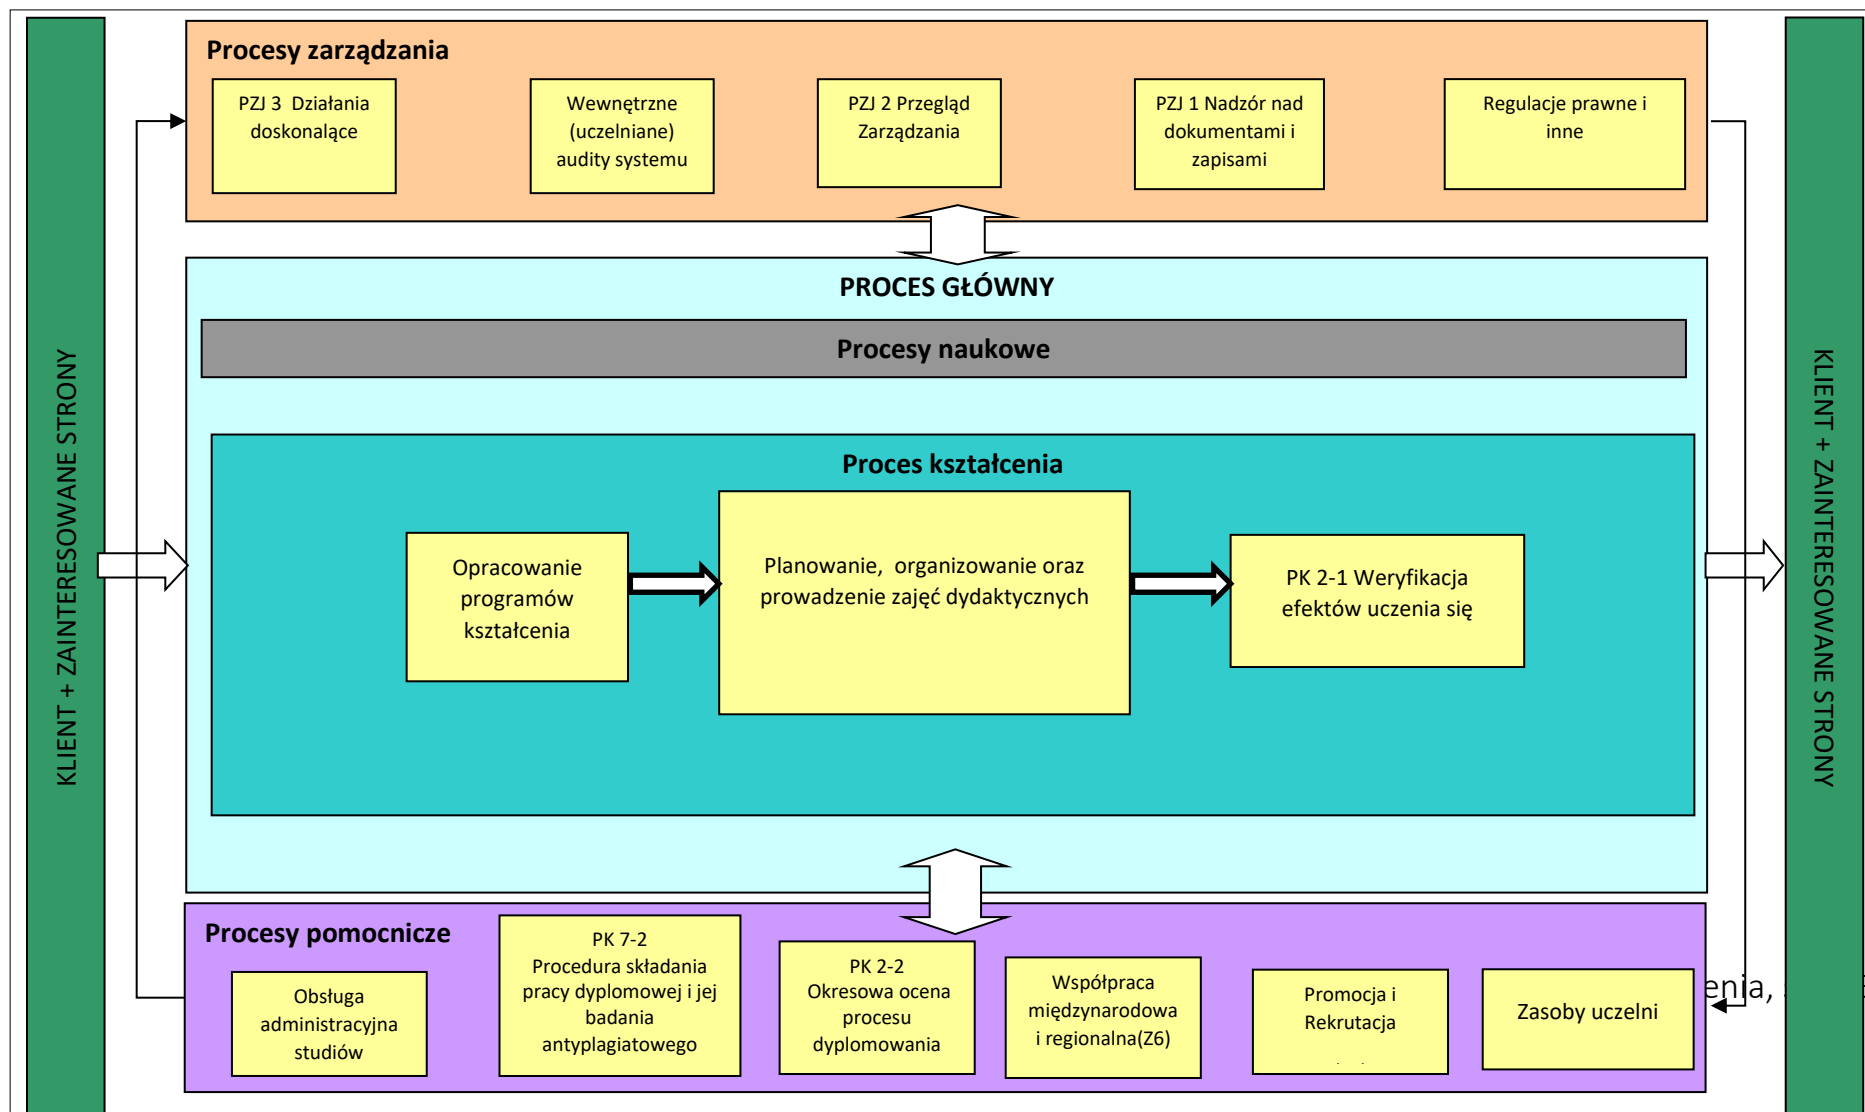 KLIENT + ZAINTERESOWANE STRONY
Procesy zarządzania
PZJ 3 Działania
doskonalące
Wewnętrzne
(uczelniane)
audity systemu
PZJ 2 Przegląd
Zarządzania
PZJ 1 Nadzór nad
dokumentami i
zapisami
Regulacje prawne i
inne
PROCES GŁÓWNY
Procesy naukowe
Proces kształcenia
Opracowanie
programów
kształcenia
Planowanie, organizowanie oraz
prowadzenie zajęć dydaktycznych
PK 2-1 Weryfikacja
efektów uczenia się
Procesy pomocnicze
Obsługa
administracyjna
studiów
PK 7-2
Procedura składania
pracy dyplomowej i jej
badania
antyplagiatowego
PK 2-2
Okresowa ocena
procesu
dyplomowania
Współpraca
międzynarodowa
i regionalna(Z6)
Promocja i
Rekrutacja
Zasoby uczelni
enia,
KLIENT + ZAINTERESOWANE STRONY